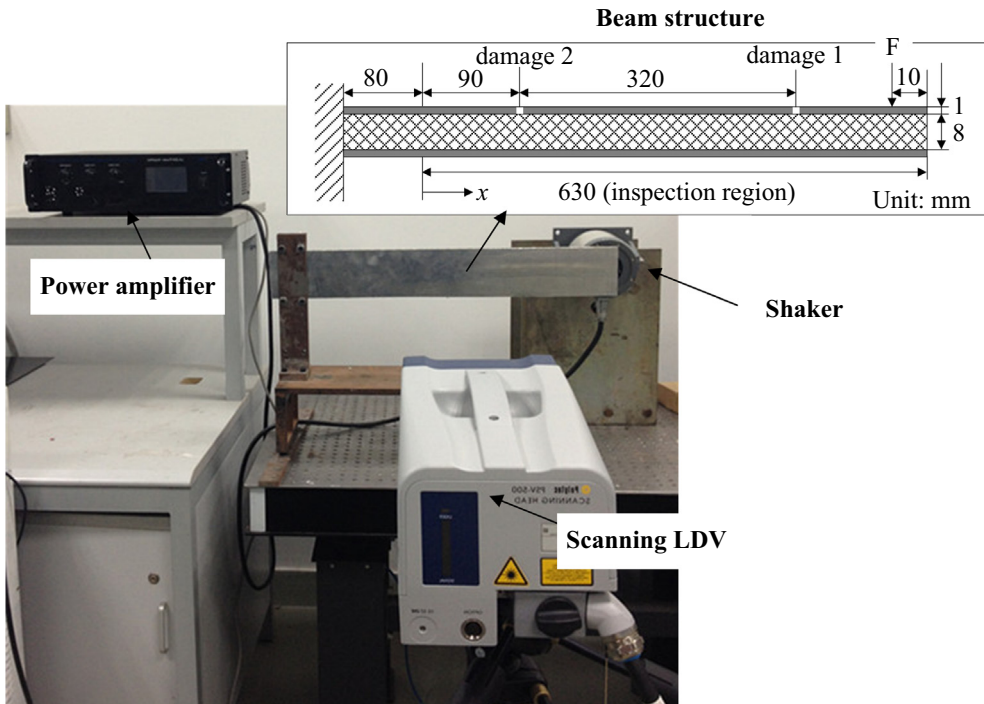 Beam structure
damage 2
damage 1
F
80
90
320
10
1
8
x
630 (inspection region)
Unit: mm
Power amplifier
Shaker
Polytec PSV-500
SCANNING HEAD
Scanning LDV